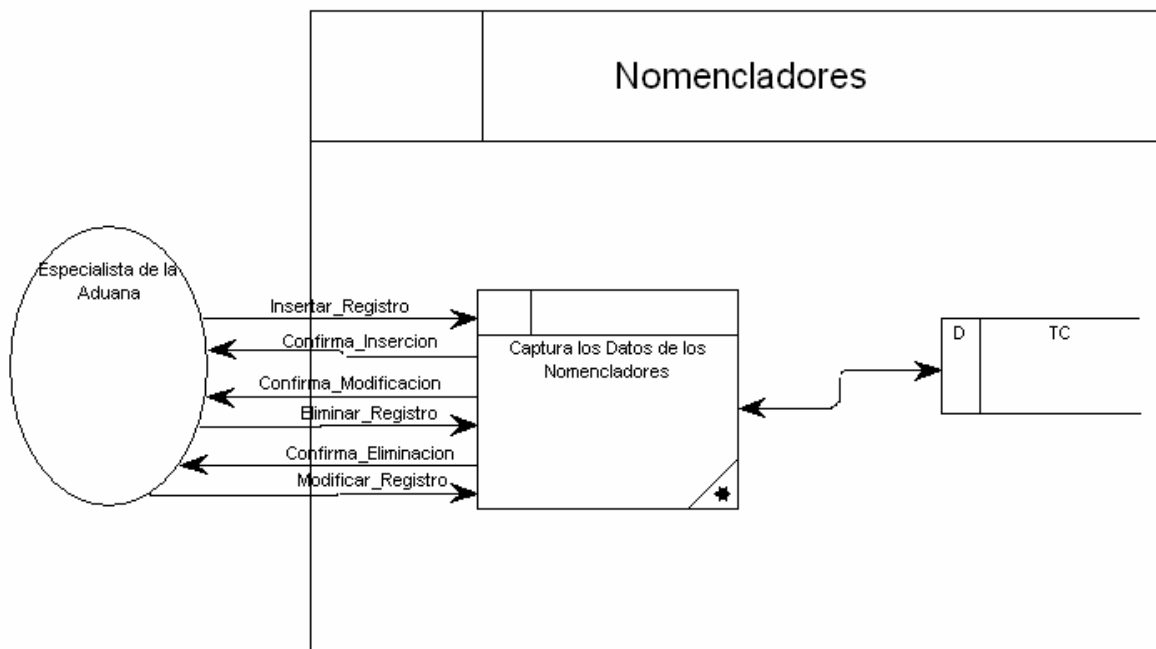 Nomencladores
Especialista de la
Aduana
Insertar_Registro
Confirma_Insercion
Confirma_Modificacion
Eliminar_Registro
Confirma_Eliminacion
Modificar_Registro
Captura los Datos de los
Nomencladores
D
TC